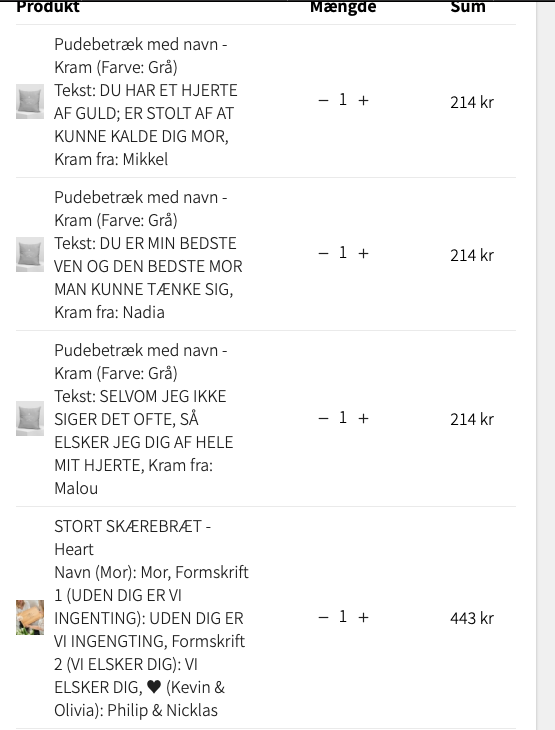 Produkt Mængde Sum
Pudebetræk med navn -
Kram (Farve: Grå)
Tekst: DU HAR ET HJERTE
AF GULD; ER STOLT AF AT
KUNNE KALDE DIG MOR,
Kram fra: Mikkel
− 1 +
214 kr
Pudebetræk med navn -
Kram (Farve: Grå)
Tekst: DU ER MIN BEDSTE
VEN OG DEN BEDSTE MOR
MAN KUNNE TÆNKE SIG,
Kram fra: Nadia
− 1 +
214 kr
Pudebetræk med navn -
Kram (Farve: Grå)
Tekst: SELVOM JEG IKKE
SIGER DET OFTE, SÅ
ELSKER JEG DIG AF HELE
MIT HJERTE, Kram fra:
Malou
− 1 +
214 kr
STORT SKÆREBRÆT -
Heart
Navn (Mor): Mor, Formskrift
1 (UDEN DIG ER VI
INGENTING): UDEN DIG ER
VI INGENGTING, Formskrift
2 (VI ELSKER DIG): VI
ELSKER DIG, ♥ (Kevin &
Olivia): Philip & Nicklas
− 1 +
443 kr